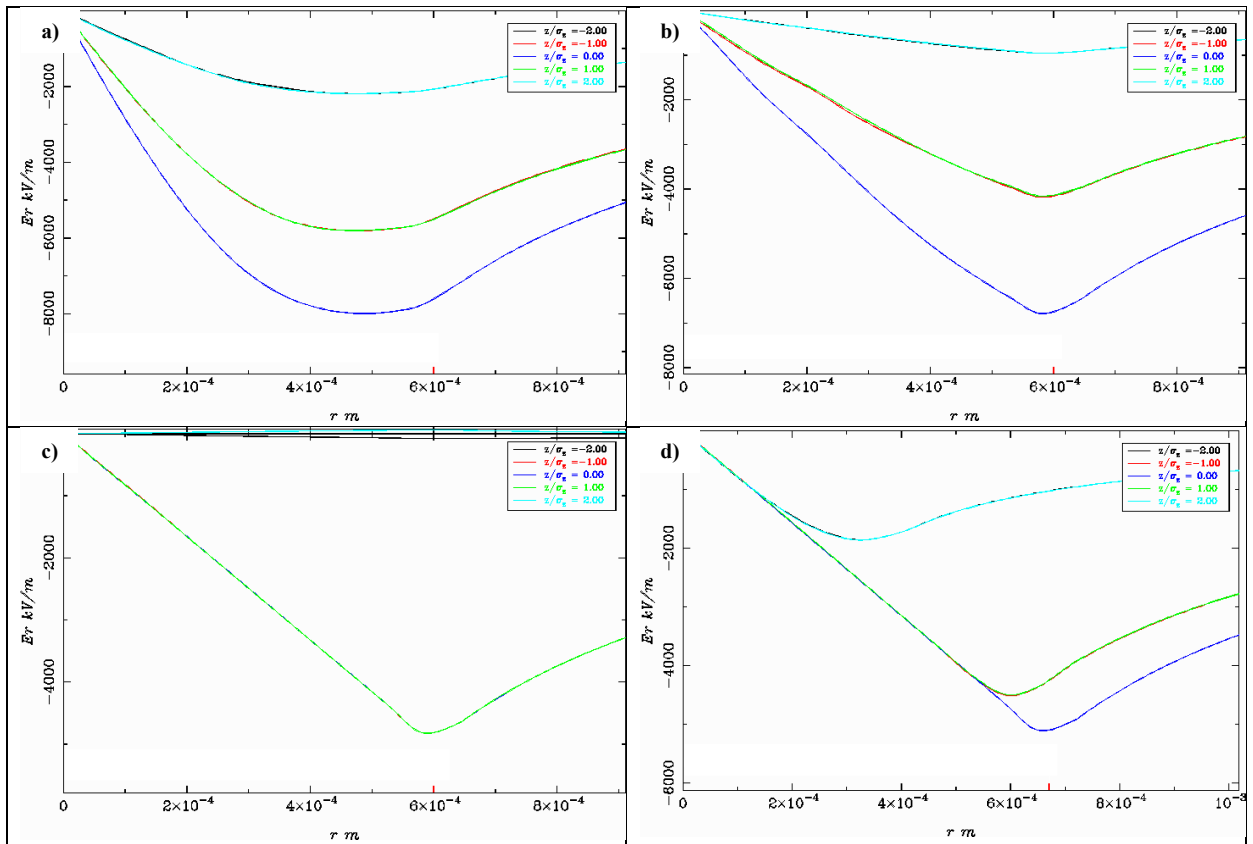 a)
z/σz =-2.00
z/σz =-1.00
z/σz = 0.00
z/σz = 1.00
z/σz = 2.00
Er kV/m
-2000
-4000
-6000
-8000
0
2×10⁻⁴
4×10⁻⁴
6×10⁻⁴
8×10⁻⁴
r m
b)
z/σz =-2.00
z/σz =-1.00
z/σz = 0.00
z/σz = 1.00
z/σz = 2.00
Er kV/m
-2000
-4000
-6000
-8000
0
2×10⁻⁴
4×10⁻⁴
6×10⁻⁴
8×10⁻⁴
r m
c)
z/σz =-2.00
z/σz =-1.00
z/σz = 0.00
z/σz = 1.00
z/σz = 2.00
Er kV/m
-2000
-4000
0
2×10⁻⁴
4×10⁻⁴
6×10⁻⁴
8×10⁻⁴
r m
d)
z/σz =-2.00
z/σz =-1.00
z/σz = 0.00
z/σz = 1.00
z/σz = 2.00
Er kV/m
-2000
-4000
-6000
-8000
0
2×10⁻⁴
4×10⁻⁴
6×10⁻⁴
8×10⁻⁴
10⁻³
r m